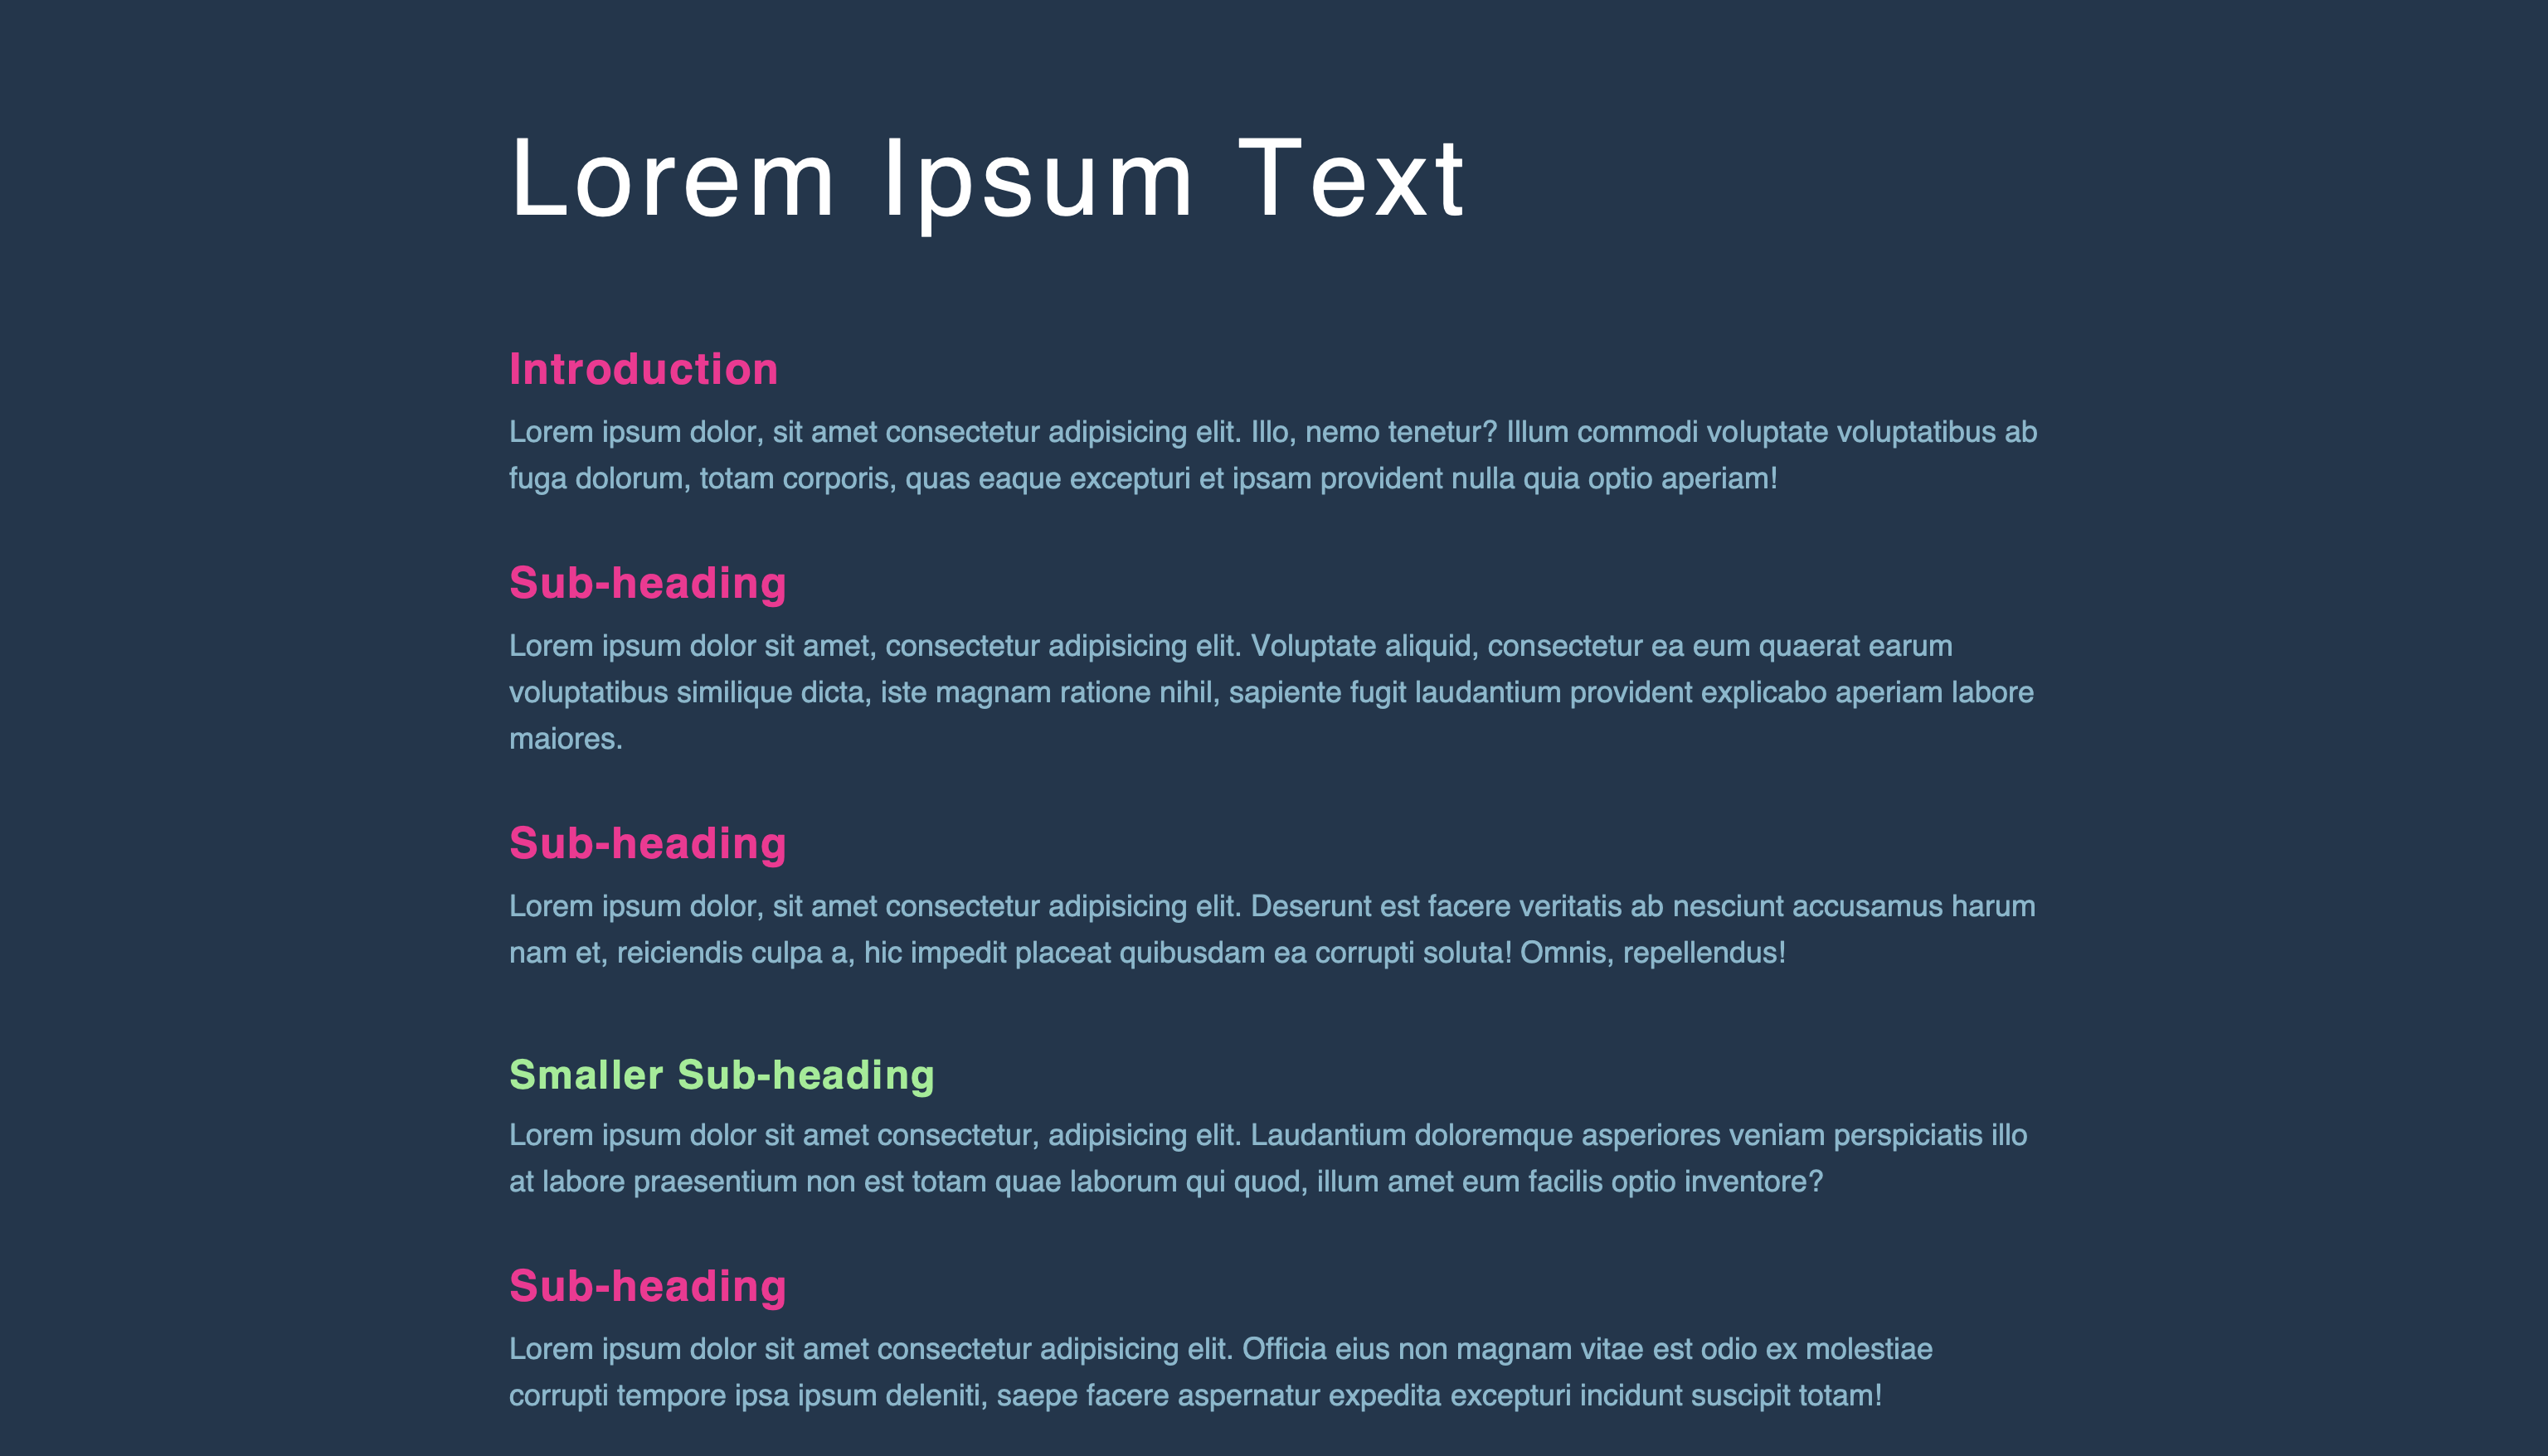 Lorem Ipsum Text
Introduction
Lorem ipsum dolor, sit amet consectetur adipisicing elit. Illo, nemo tenetur? Illum commodi voluptate voluptatibus ab
fuga dolorum, totam corporis, quas eaque excepturi et ipsam provident nulla quia optio aperiam!
Sub-heading
Lorem ipsum dolor sit amet, consectetur adipisicing elit. Voluptate aliquid, consectetur ea eum quaerat earum
voluptatibus similique dicta, iste magnam ratione nihil, sapiente fugit laudantium provident explicabo aperiam labore
maiores.
Sub-heading
Lorem ipsum dolor, sit amet consectetur adipisicing elit. Deserunt est facere veritatis ab nesciunt accusamus harum
nam et, reiciendis culpa a, hic impedit placeat quibusdam ea corrupti soluta! Omnis, repellendus!
Smaller Sub-heading
Lorem ipsum dolor sit amet consectetur, adipisicing elit. Laudantium doloremque asperiores veniam perspiciatis illo
at labore praesentium non est totam quae laborum qui quod, illum amet eum facilis optio inventore?
Sub-heading
Lorem ipsum dolor sit amet consectetur adipisicing elit. Officia eius non magnam vitae est odio ex molestiae
corrupti tempore ipsa ipsum deleniti, saepe facere aspernatur expedita excepturi incidunt suscipit totam!